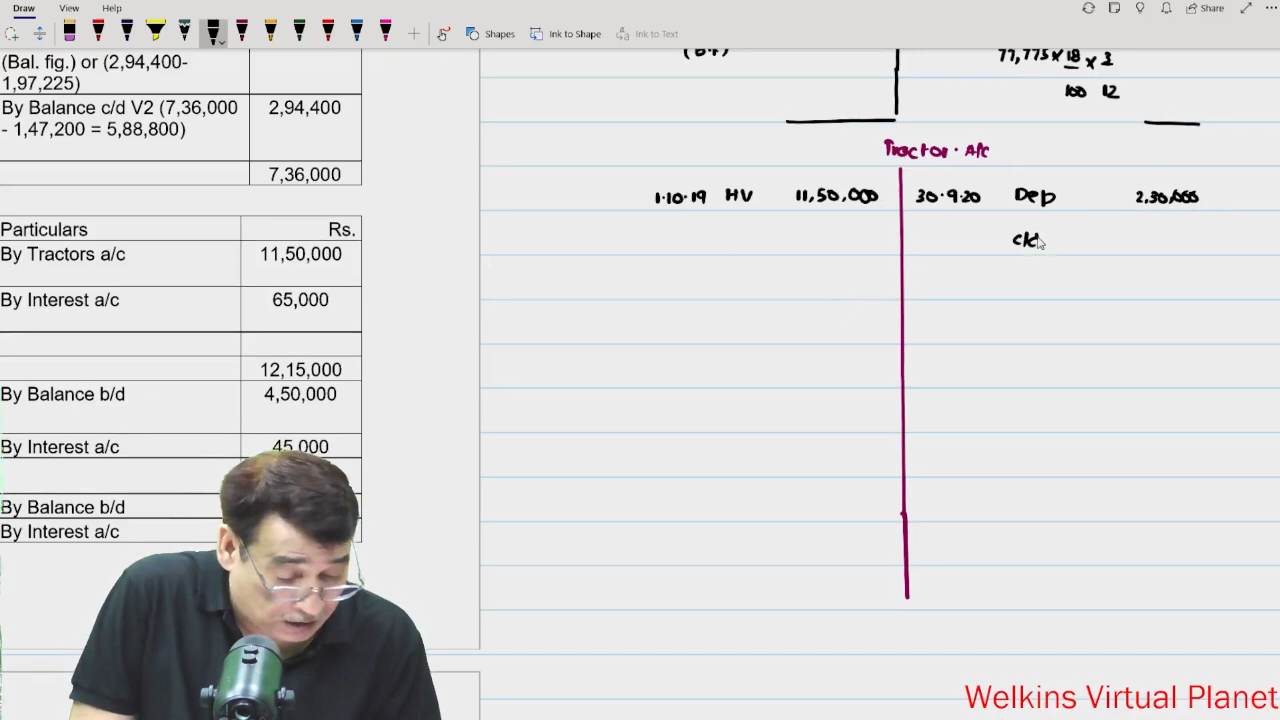 Draw View Help
Share
Shapes Ink to Shape Ink to Text
(Bal. fig.) or (2,94,400-
1,97,225)
By Balance c/d V2 (7,36,000 2,94,400
- 1,47,200 = 5,88,800)
7,36,000
Particulars Rs.
By Tractors a/c 11,50,000
By Interest a/c 65,000
12,15,000
By Balance b/d 4,50,000
By Interest a/c 45,000
By Balance b/d
By Interest a/c
77,775 × 18 × 3
100 12
Tractor. A/c
1.10.19 HV 11,50,000 30.9.20 Dep 2,30,000
c/d
Welkins Virtual Planet